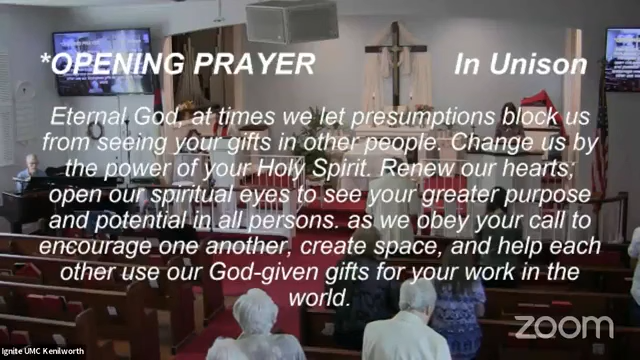 *OPENING PRAYER In Unison
Eternal God, at times we let presumptions block us
from seeing your gifts in other people. Change us by
the power of your Holy Spirit. Renew our hearts;
open our spiritual eyes to see your greater purpose
and potential in all persons. as we obey your call to
encourage one another, create space, and help each
other use our God-given gifts for your work in the
world.
Ignite UMC Kenilworth
zoom